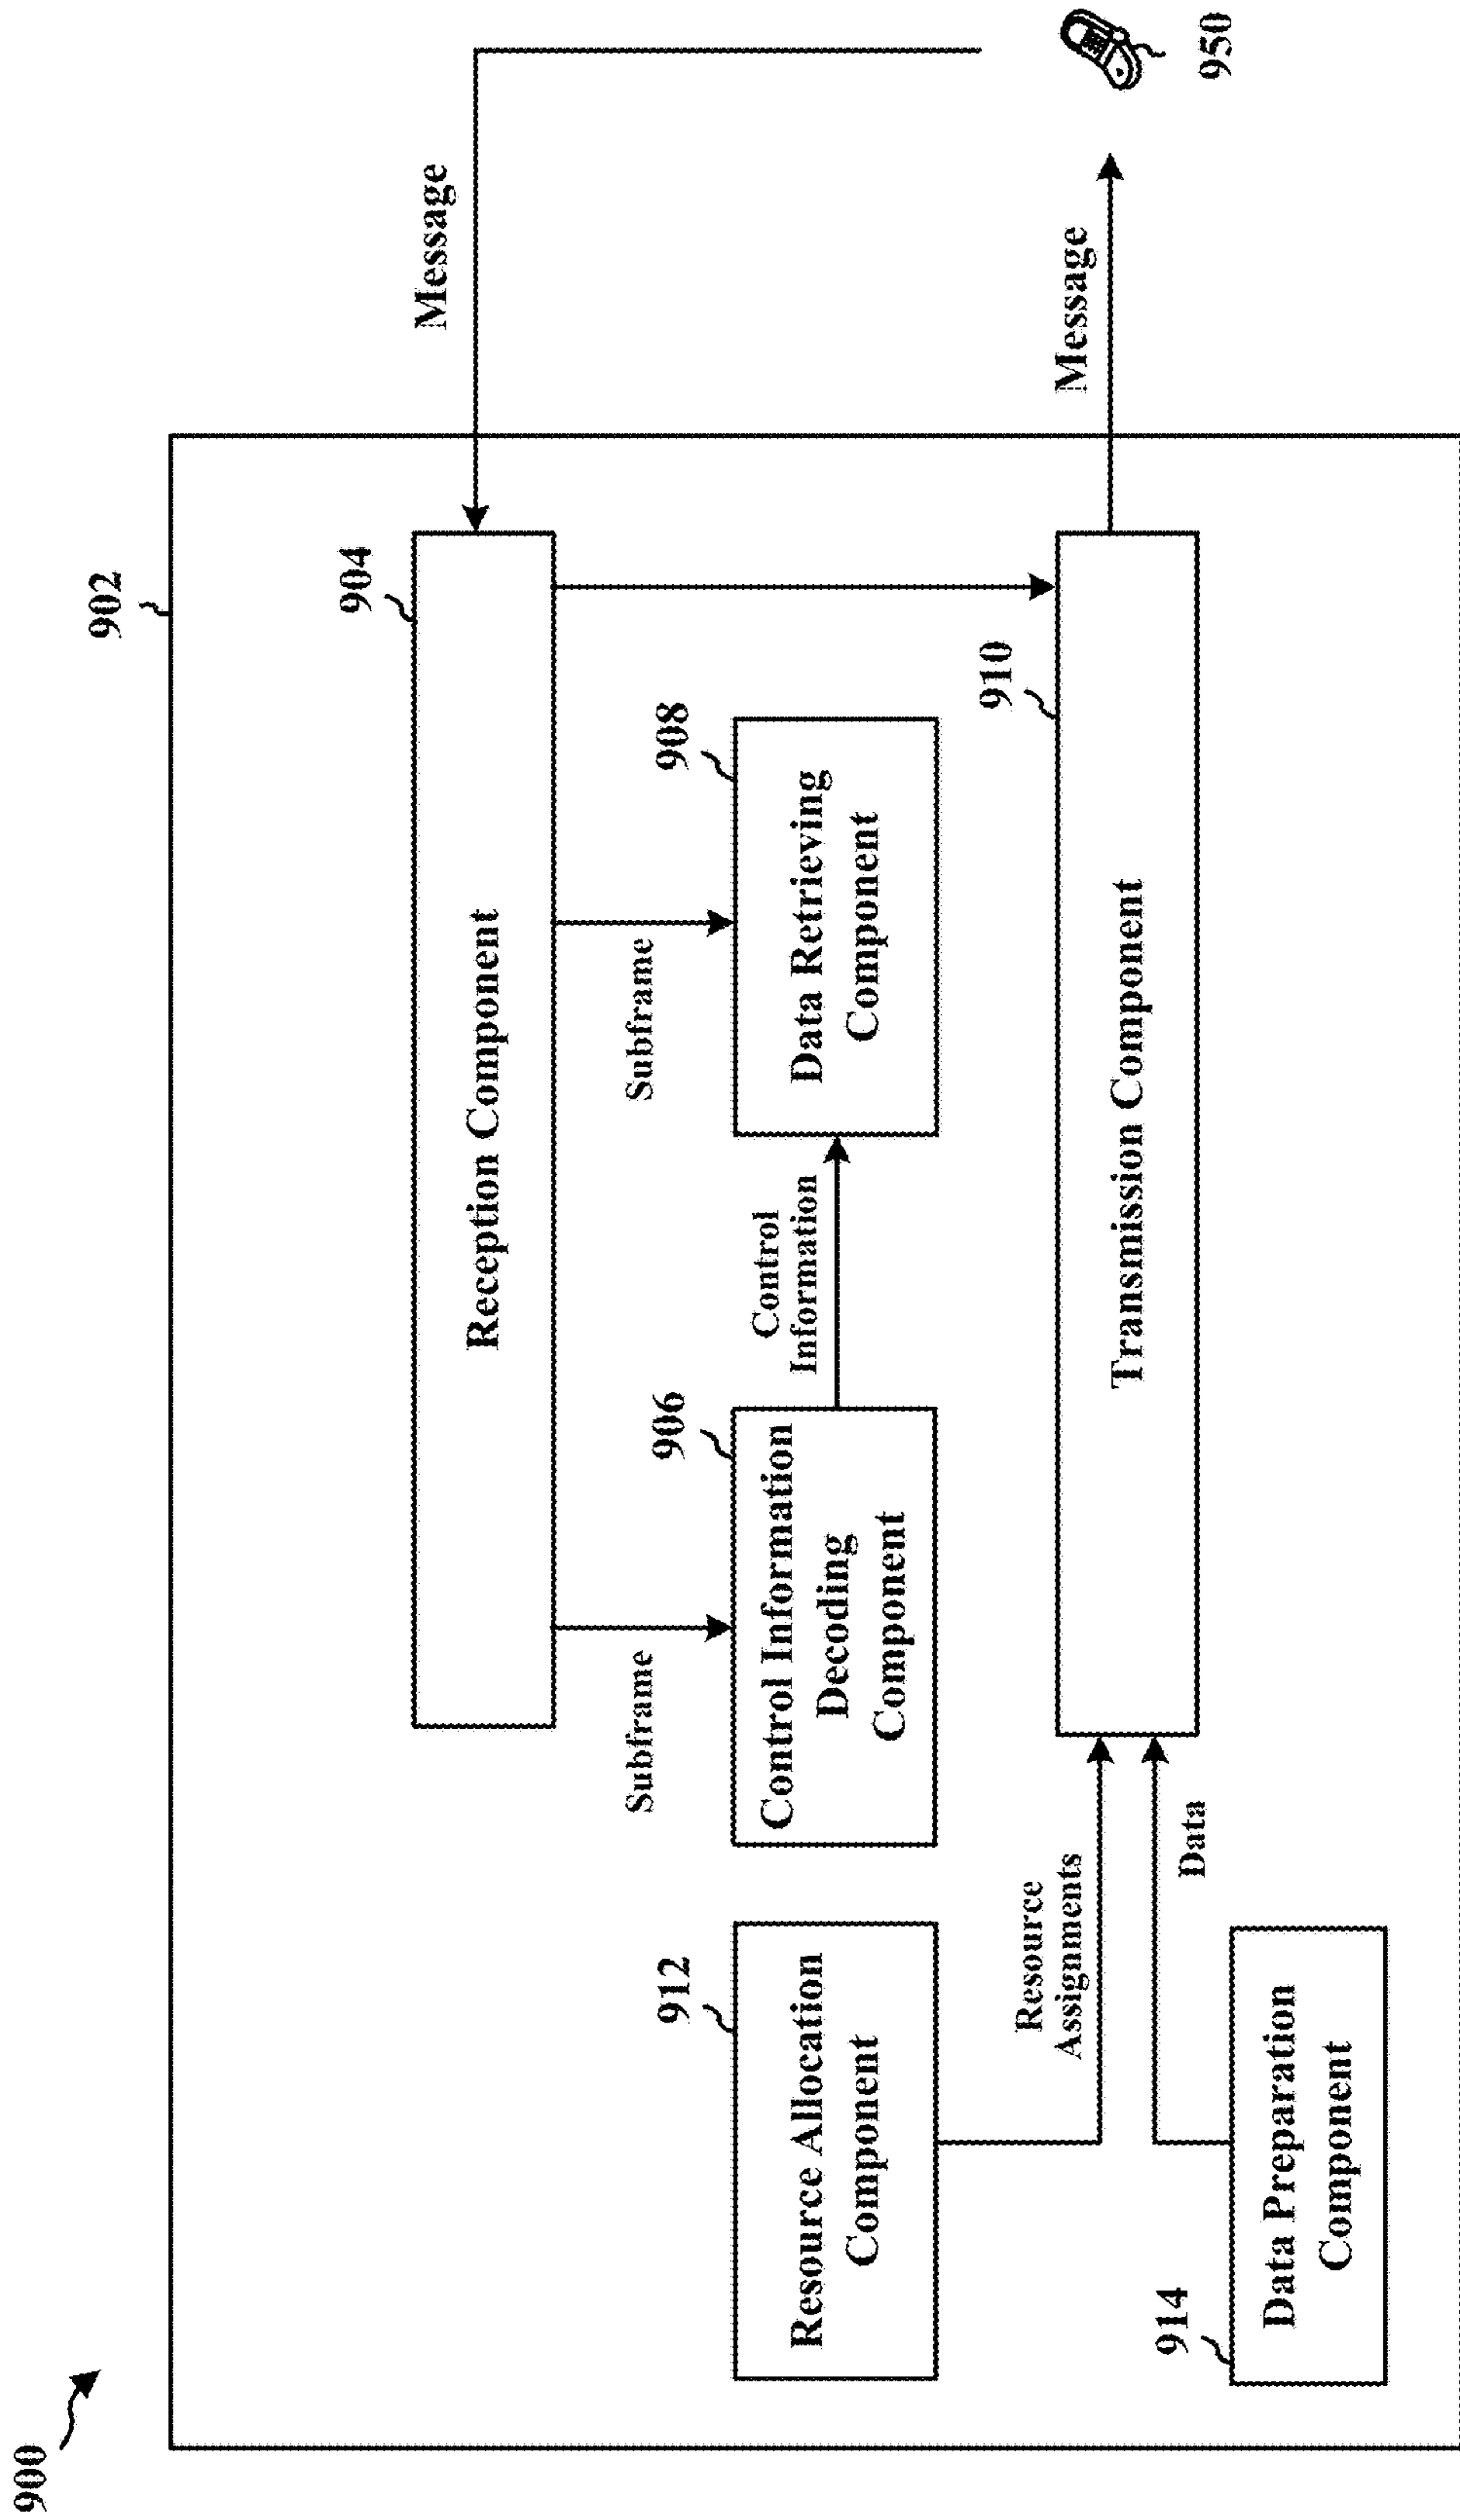 900
902
Message
904
Reception Component
950
Subframe
Subframe
912
906
908
Resource Allocation
Component
Control Information
Decoding
Component
Control
Information
Data Retrieving
Component
Resource
Assignments
910
Message
Transmission Component
Data
914
Data Preparation
Component